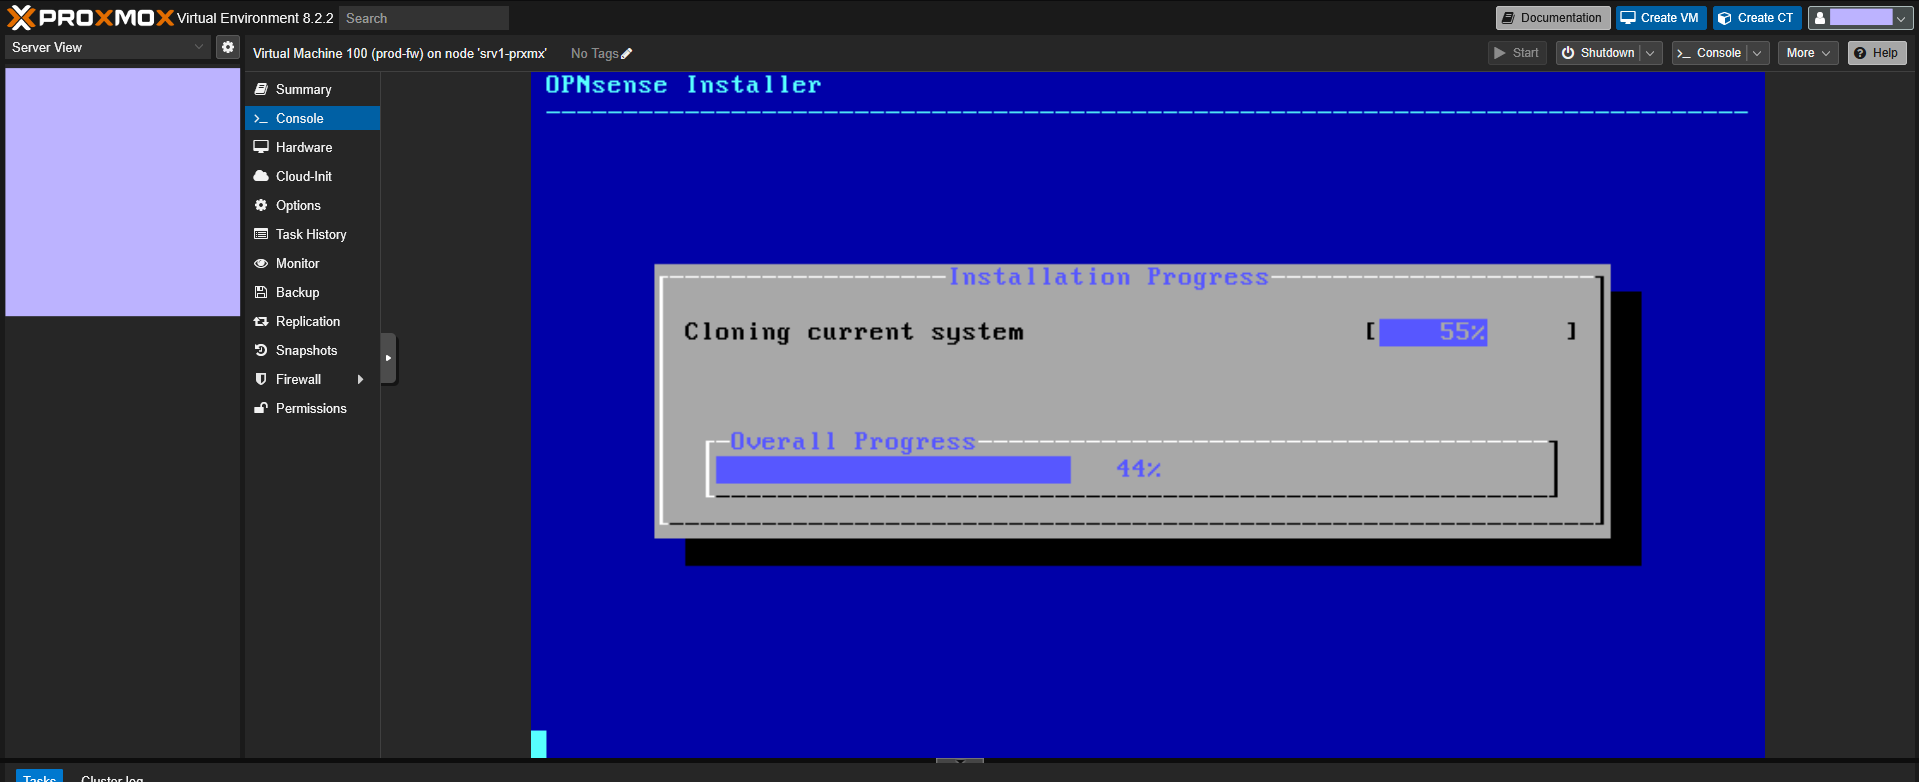 PROXMOX Virtual Environment 8.2.2 Search Documentation Create VM Create CT
Server View
Virtual Machine 100 (prod-fw) on node 'srv1-prxmx' No Tags Start Shutdown Console More Help
Summary
Console
Hardware
Cloud-Init
Options
Task History
Monitor
Backup
Replication
Snapshots
Firewall
Permissions
OPNsense Installer
Installation Progress
Cloning current system [ 55% ]
Overall Progress
44%
Tasks Cluster log